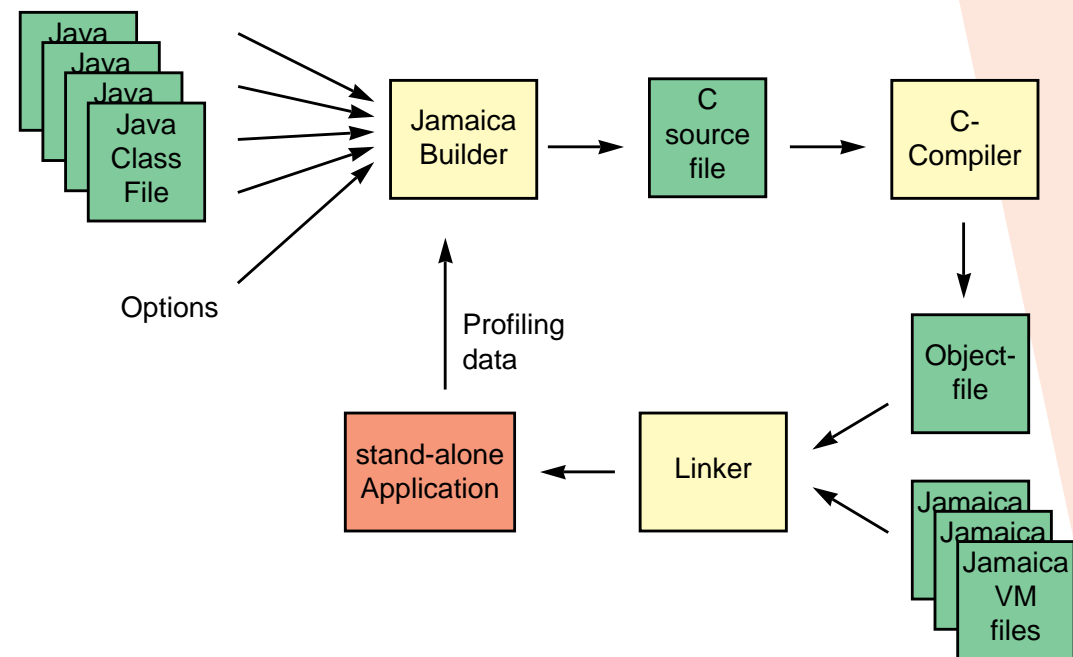 Java
Java
Java
Java
Class
File
Options
Jamaica
Builder
C
source
file
C-
Compiler
Profiling
data
Object-
file
stand-alone
Application
Linker
Jamaica
Jamaica
Jamaica
VM
files